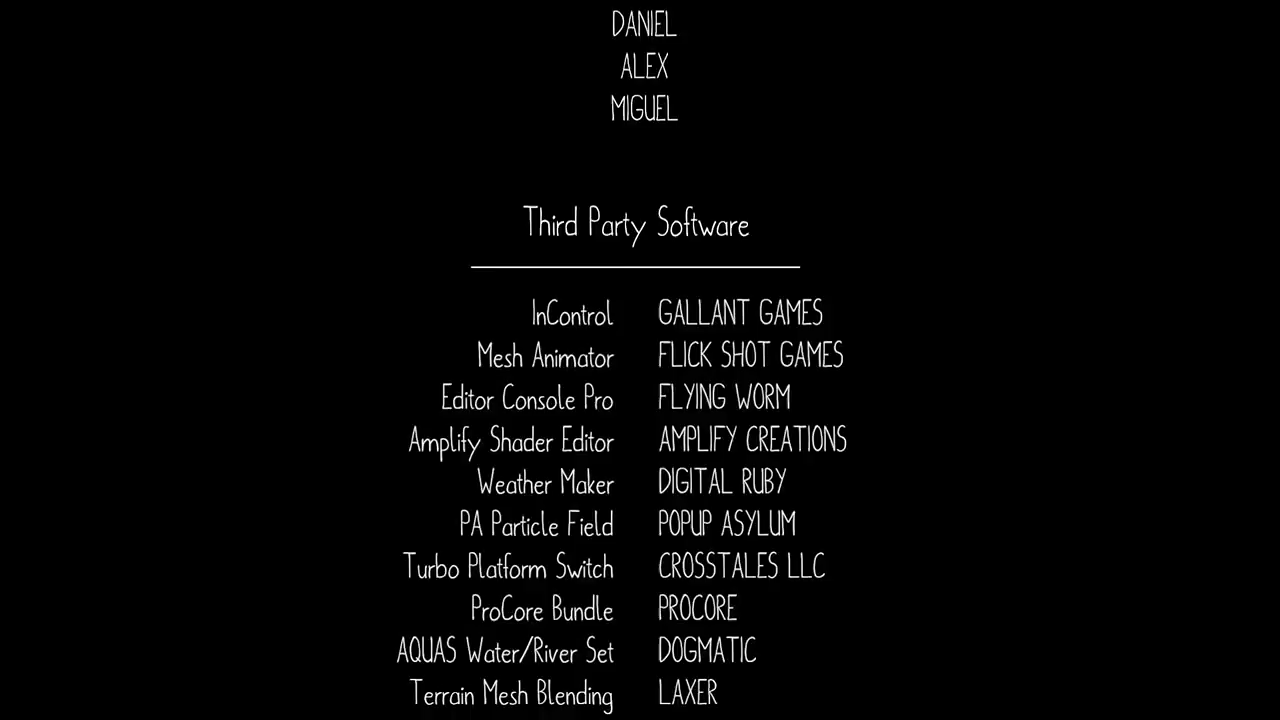 DANIEL
ALEX
MIGUEL
Third Party Software
InControl GALLANT GAMES
Mesh Animator FLICK SHOT GAMES
Editor Console Pro FLYING WORM
Amplify Shader Editor AMPLIFY CREATIONS
Weather Maker DIGITAL RUBY
PA Particle Field POPUP ASYLUM
Turbo Platform Switch CROSSTALES LLC
ProCore Bundle PROCORE
AQUAS Water/River Set DOGMATIC
Terrain Mesh Blending LAXER